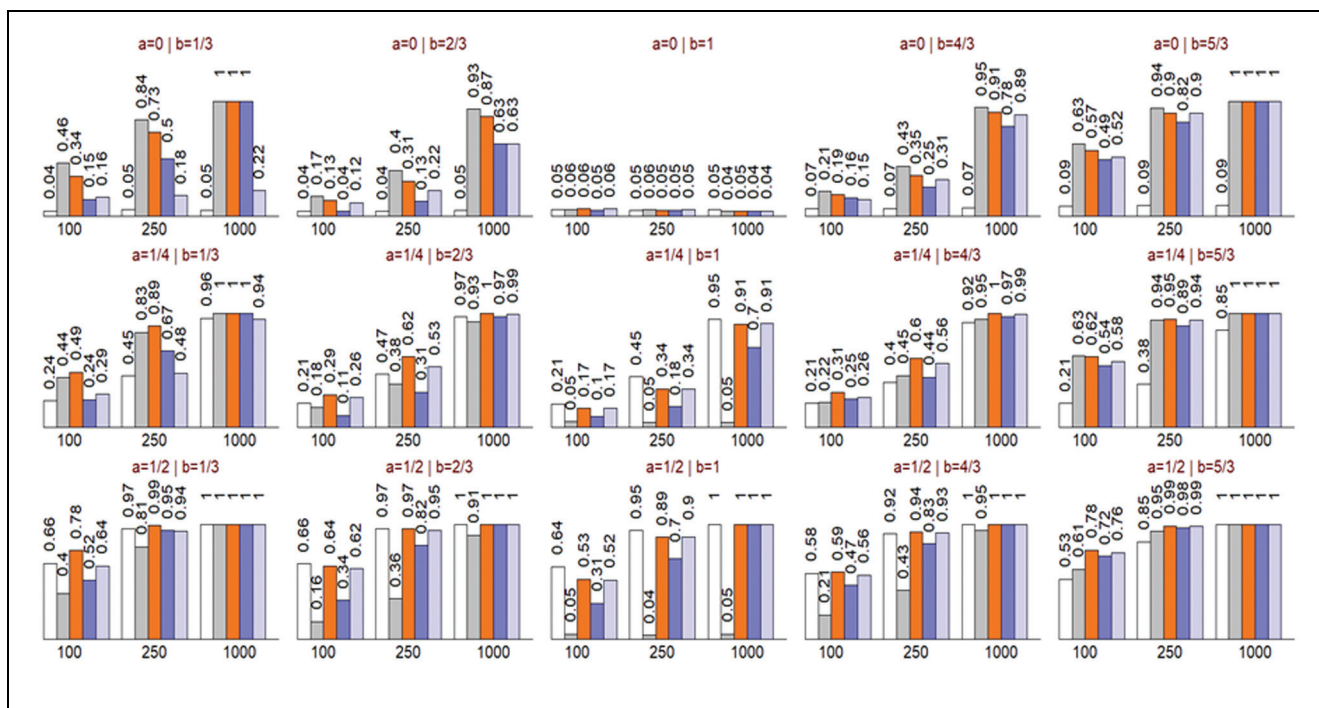 a=0 | b=1/3
0.04 0.46 0.34 0.15 0.16 0.05 0.84 0.73 0.5 0.18 0.05 1 1 1 0.22
100 250 1000
a=0 | b=2/3
0.04 0.17 0.13 0.04 0.12 0.04 0.4 0.31 0.13 0.22 0.05 0.93 0.87 0.63 0.63
100 250 1000
a=0 | b=1
0.05 0.06 0.06 0.05 0.06 0.05 0.06 0.05 0.05 0.05 0.05 0.04 0.05 0.04 0.04
100 250 1000
a=0 | b=4/3
0.07 0.21 0.19 0.16 0.15 0.07 0.43 0.35 0.25 0.31 0.07 0.95 0.91 0.78 0.89
100 250 1000
a=0 | b=5/3
0.09 0.63 0.57 0.49 0.52 0.09 0.94 0.9 0.82 0.9 0.09 1 1 1 1
100 250 1000
a=1/4 | b=1/3
0.24 0.44 0.49 0.24 0.29 0.45 0.83 0.89 0.67 0.48 0.96 1 1 1 0.94
100 250 1000
a=1/4 | b=2/3
0.21 0.18 0.29 0.11 0.26 0.47 0.38 0.62 0.31 0.53 0.97 0.93 1 0.97 0.99
100 250 1000
a=1/4 | b=1
0.21 0.05 0.17 0.1 0.17 0.45 0.05 0.34 0.18 0.34 0.95 0.05 0.91 0.7 0.91
100 250 1000
a=1/4 | b=4/3
0.21 0.22 0.31 0.25 0.26 0.4 0.45 0.6 0.44 0.56 0.92 0.95 1 0.97 0.99
100 250 1000
a=1/4 | b=5/3
0.21 0.63 0.62 0.54 0.58 0.38 0.94 0.95 0.89 0.94 0.85 1 1 1 1
100 250 1000
a=1/2 | b=1/3
0.66 0.4 0.78 0.52 0.64 0.97 0.81 0.99 0.95 0.94 1 1 1 1 1
100 250 1000
a=1/2 | b=2/3
0.66 0.16 0.64 0.34 0.62 0.97 0.36 0.97 0.82 0.95 1 0.91 1 1 1
100 250 1000
a=1/2 | b=1
0.64 0.05 0.53 0.31 0.52 0.95 0.04 0.89 0.7 0.9 1 0.05 1 1 1
100 250 1000
a=1/2 | b=4/3
0.58 0.21 0.59 0.47 0.56 0.92 0.43 0.94 0.83 0.93 1 0.95 1 1 1
100 250 1000
a=1/2 | b=5/3
0.53 0.61 0.78 0.72 0.76 0.85 0.95 0.99 0.98 0.99 1 1 1 1 1
100 250 1000